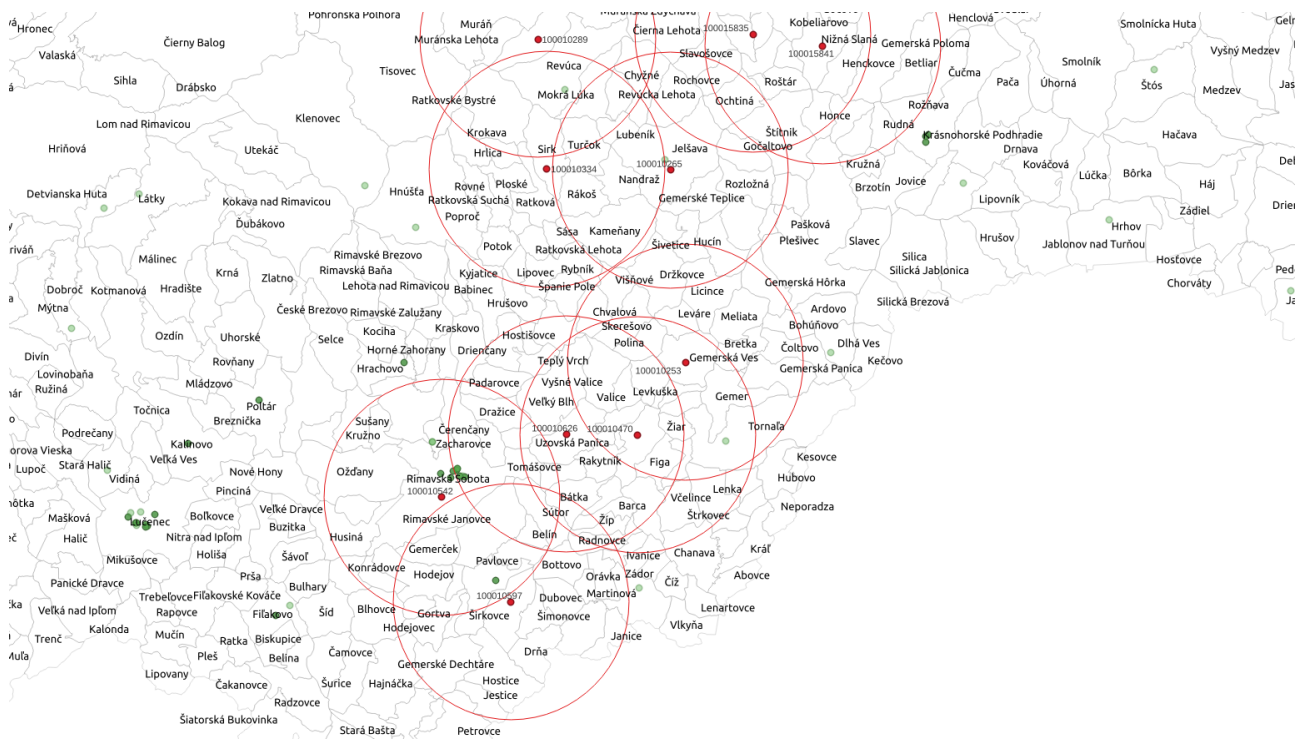 Hronec
Pohronská Polhora
Čierny Balog
Valaská
Sihla
Drábsko
Tisovec
Muráň
Muránska Lehota
100010289
Čierna Lehota
100015835
Slavošovce
Kobeliarovo
Nižná Slaná
100015841
Henckovce
Henclová
Gemerská Poloma
Betliar
Smolnícka Huta
Smolník
Vyšný Medzev
Úhorná
Štós
Medzev
Čučma
Pača
Revúca
Chyžné
Mokrá Lúka
Revúcka Lehota
Rochovce
Roštár
Ochtiná
Ratkovské Bystré
Klenovec
Lom nad Rimavicou
Utekáč
Hriňová
Krokava
Hrlica
Sirk
Turčok
Lubeník
Jelšava
Honce
Štítnik
Gočaltovo
Rožňava
Rudná
Krásnohorské Podhradie
Drnava
Kováčová
Hačava
Lúčka
Bôrka
Háj
Detvianska Huta
Látky
Kokava nad Rimavicou
Ďubákovo
Hnúšťa
100010334
100010265
Rovné
Ploské
Ratkovská Suchá
Ratková
Rákoš
Nandraž
Rozložná
Gemerské Teplice
Kružná
Brzotín
Jovice
Lipovník
Zádiel
Poproč
Potok
Sása
Kameňany
Ratkovská Lehota
Šivetice
Hucín
Pašková
Plešivec
Slavec
Hrušov
Hrhov
Jablonov nad Turňou
Hosťovce
Chorváty
Málinec
Rimavské Brezovo
Rimavská Baňa
Lehota nad Rimavicou
Kyjatice
Babinec
Lipovec
Rybník
Španie Pole
Višňové
Držkovce
Licince
Gemerská Hôrka
Silica
Silická Jablonica
Silická Brezová
Dobroč
Kotmanová
Hradište
Krná
Zlatno
Mýtna
České Brezovo
Rimavské Zalužany
Hrušovo
Chvalová
Skerešovo
Leváre
Meliata
Ardovo
Bohúňovo
Ozdín
Uhorské
Selce
Kociha
Kraskovo
Hostišovce
Polina
Bretka
Čoltovo
Dlhá Ves
Kečovo
Divín
Lovinobaňa
Ružiná
Rovňany
Mládzovo
Horné Zahorany
Hrachovo
Drienčany
Teplý Vrch
100010253
Gemerská Ves
Gemerská Panica
Točnica
Poltár
Breznička
Padarovce
Vyšné Valice
Levkuška
Veľký Blh
Valice
Gemer
Podrečany
Kalinovo
Veľká Ves
Sušany
Kružno
Dražice
Čerenčany
Zacharovce
100010626
100010470
Uzovská Panica
Žiar
Tornaľa
Stará Halič
Lupoč
Vidiná
Nové Hony
Pinciná
Ožďany
Rimavská Sobota
100010542
Tomášovce
Rakytník
Figa
Kesovce
Hubovo
Mašková
Lučenec
Boľkovce
Veľké Dravce
Buzitka
Rimavské Janovce
Bátka
Sútor
Barca
Včelince
Lenka
Štrkovec
Neporadza
Halič
Nitra nad Ipľom
Holiša
Husiná
Gemerček
Belín
Žíp
Radnovce
Mikušovce
Šávoľ
Konrádovce
Hodejov
Pavlovce
Bottovo
Ivanice
Chanava
Kráľ
Panické Dravce
Prša
Bulhary
Orávka
Zádor
Číž
Abovce
Trebeľovce
Fiľakovské Kováče
100010597
Martinová
Veľká nad Ipľom
Rapovce
Fiľakovo
Šíd
Blhovce
Gortva
Širkovce
Dubovec
Šimonovce
Lenartovce
Kalonda
Mučín
Hodejovec
Vlkyňa
Trenč
Ratka
Biskupice
Janice
Muľa
Pleš
Belina
Čamovce
Gemerské Dechtáre
Drňa
Lipovany
Čakanovce
Šurice
Hajnáčka
Hostice
Jestice
Radzovce
Šiatorská Bukovinka
Stará Bašta
Petrovce